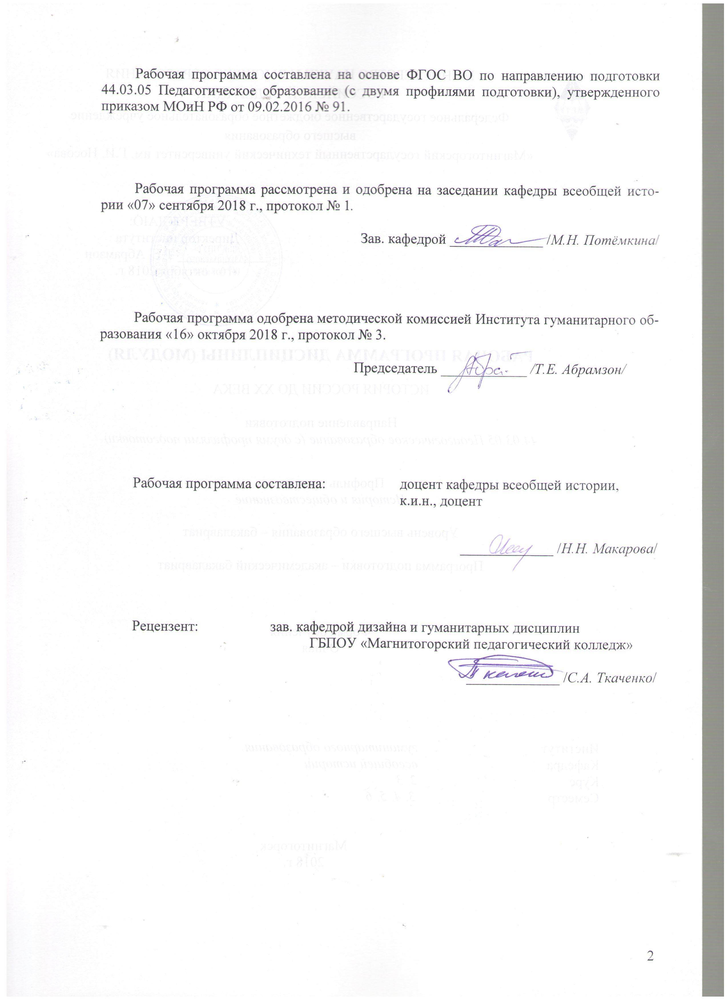 Рабочая программа составлена на основе ФГОС ВО по направлению подготовки
44.03.05 Педагогическое образование (с двумя профилями подготовки), утвержденного
приказом МОиН РФ от 09.02.2016 № 91.
Рабочая программа рассмотрена и одобрена на заседании кафедры всеобщей исто-
рии «07» сентября 2018 г., протокол № 1.
Зав. кафедрой /М.Н. Потёмкина/
Рабочая программа одобрена методической комиссией Института гуманитарного об-
разования «16» октября 2018 г., протокол № 3.
Председатель /Т.Е. Абрамзон/
Рабочая программа составлена: доцент кафедры всеобщей истории,
к.и.н., доцент
/Н.Н. Макарова/
Рецензент: зав. кафедрой дизайна и гуманитарных дисциплин
ГБПОУ «Магнитогорский педагогический колледж»
/С.А. Ткаченко/
2